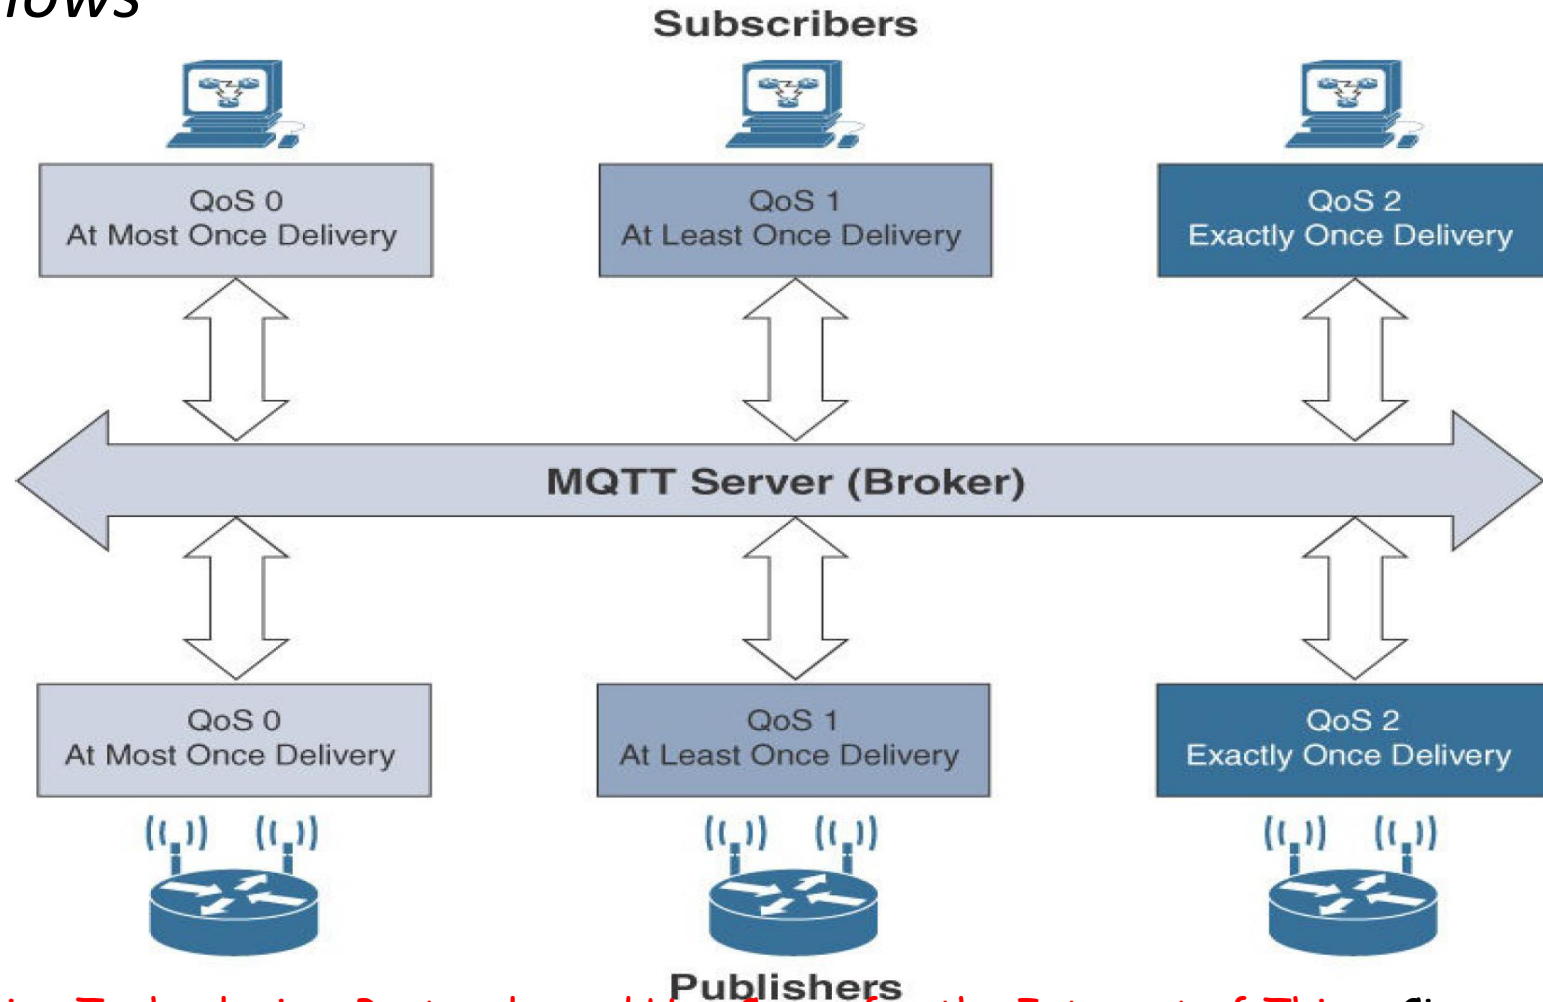 Subscribers
QoS 0
At Most Once Delivery
QoS 1
At Least Once Delivery
QoS 2
Exactly Once Delivery
MQTT Server (Broker)
QoS 0
At Most Once Delivery
QoS 1
At Least Once Delivery
QoS 2
Exactly Once Delivery
Publishers